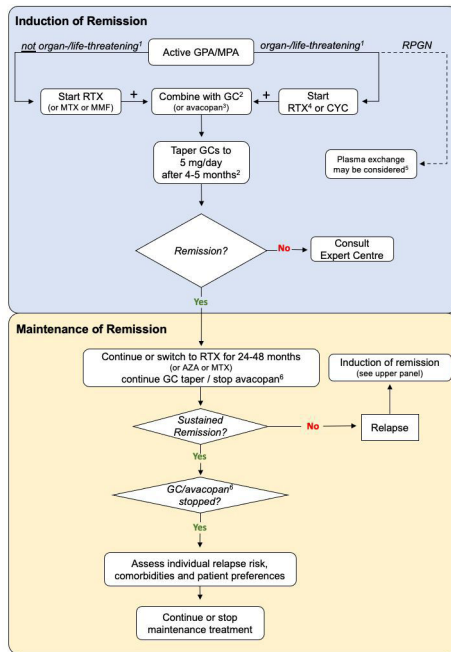 Induction of Remission
not organ-/life-threatening¹
organ-/life-threatening¹
RPGN
Active GPA/MPA
Start RTX
(or MTX or MMF)
+
Combine with GC²
(or avacopan³)
+
Start
RTX⁴ or CYC
Taper GCs to
5 mg/day
after 4-5 months²
Plasma exchange
may be considered⁵
Remission?
No
Consult
Expert Centre
Yes
Maintenance of Remission
Continue or switch to RTX for 24-48 months
(or AZA or MTX)
continue GC taper / stop avacopan⁶
Induction of remission
(see upper panel)
Sustained
Remission?
No
Relapse
Yes
GC/avacopan⁶
stopped?
Yes
Assess individual relapse risk,
comorbidities and patient preferences
Continue or stop
maintenance treatment